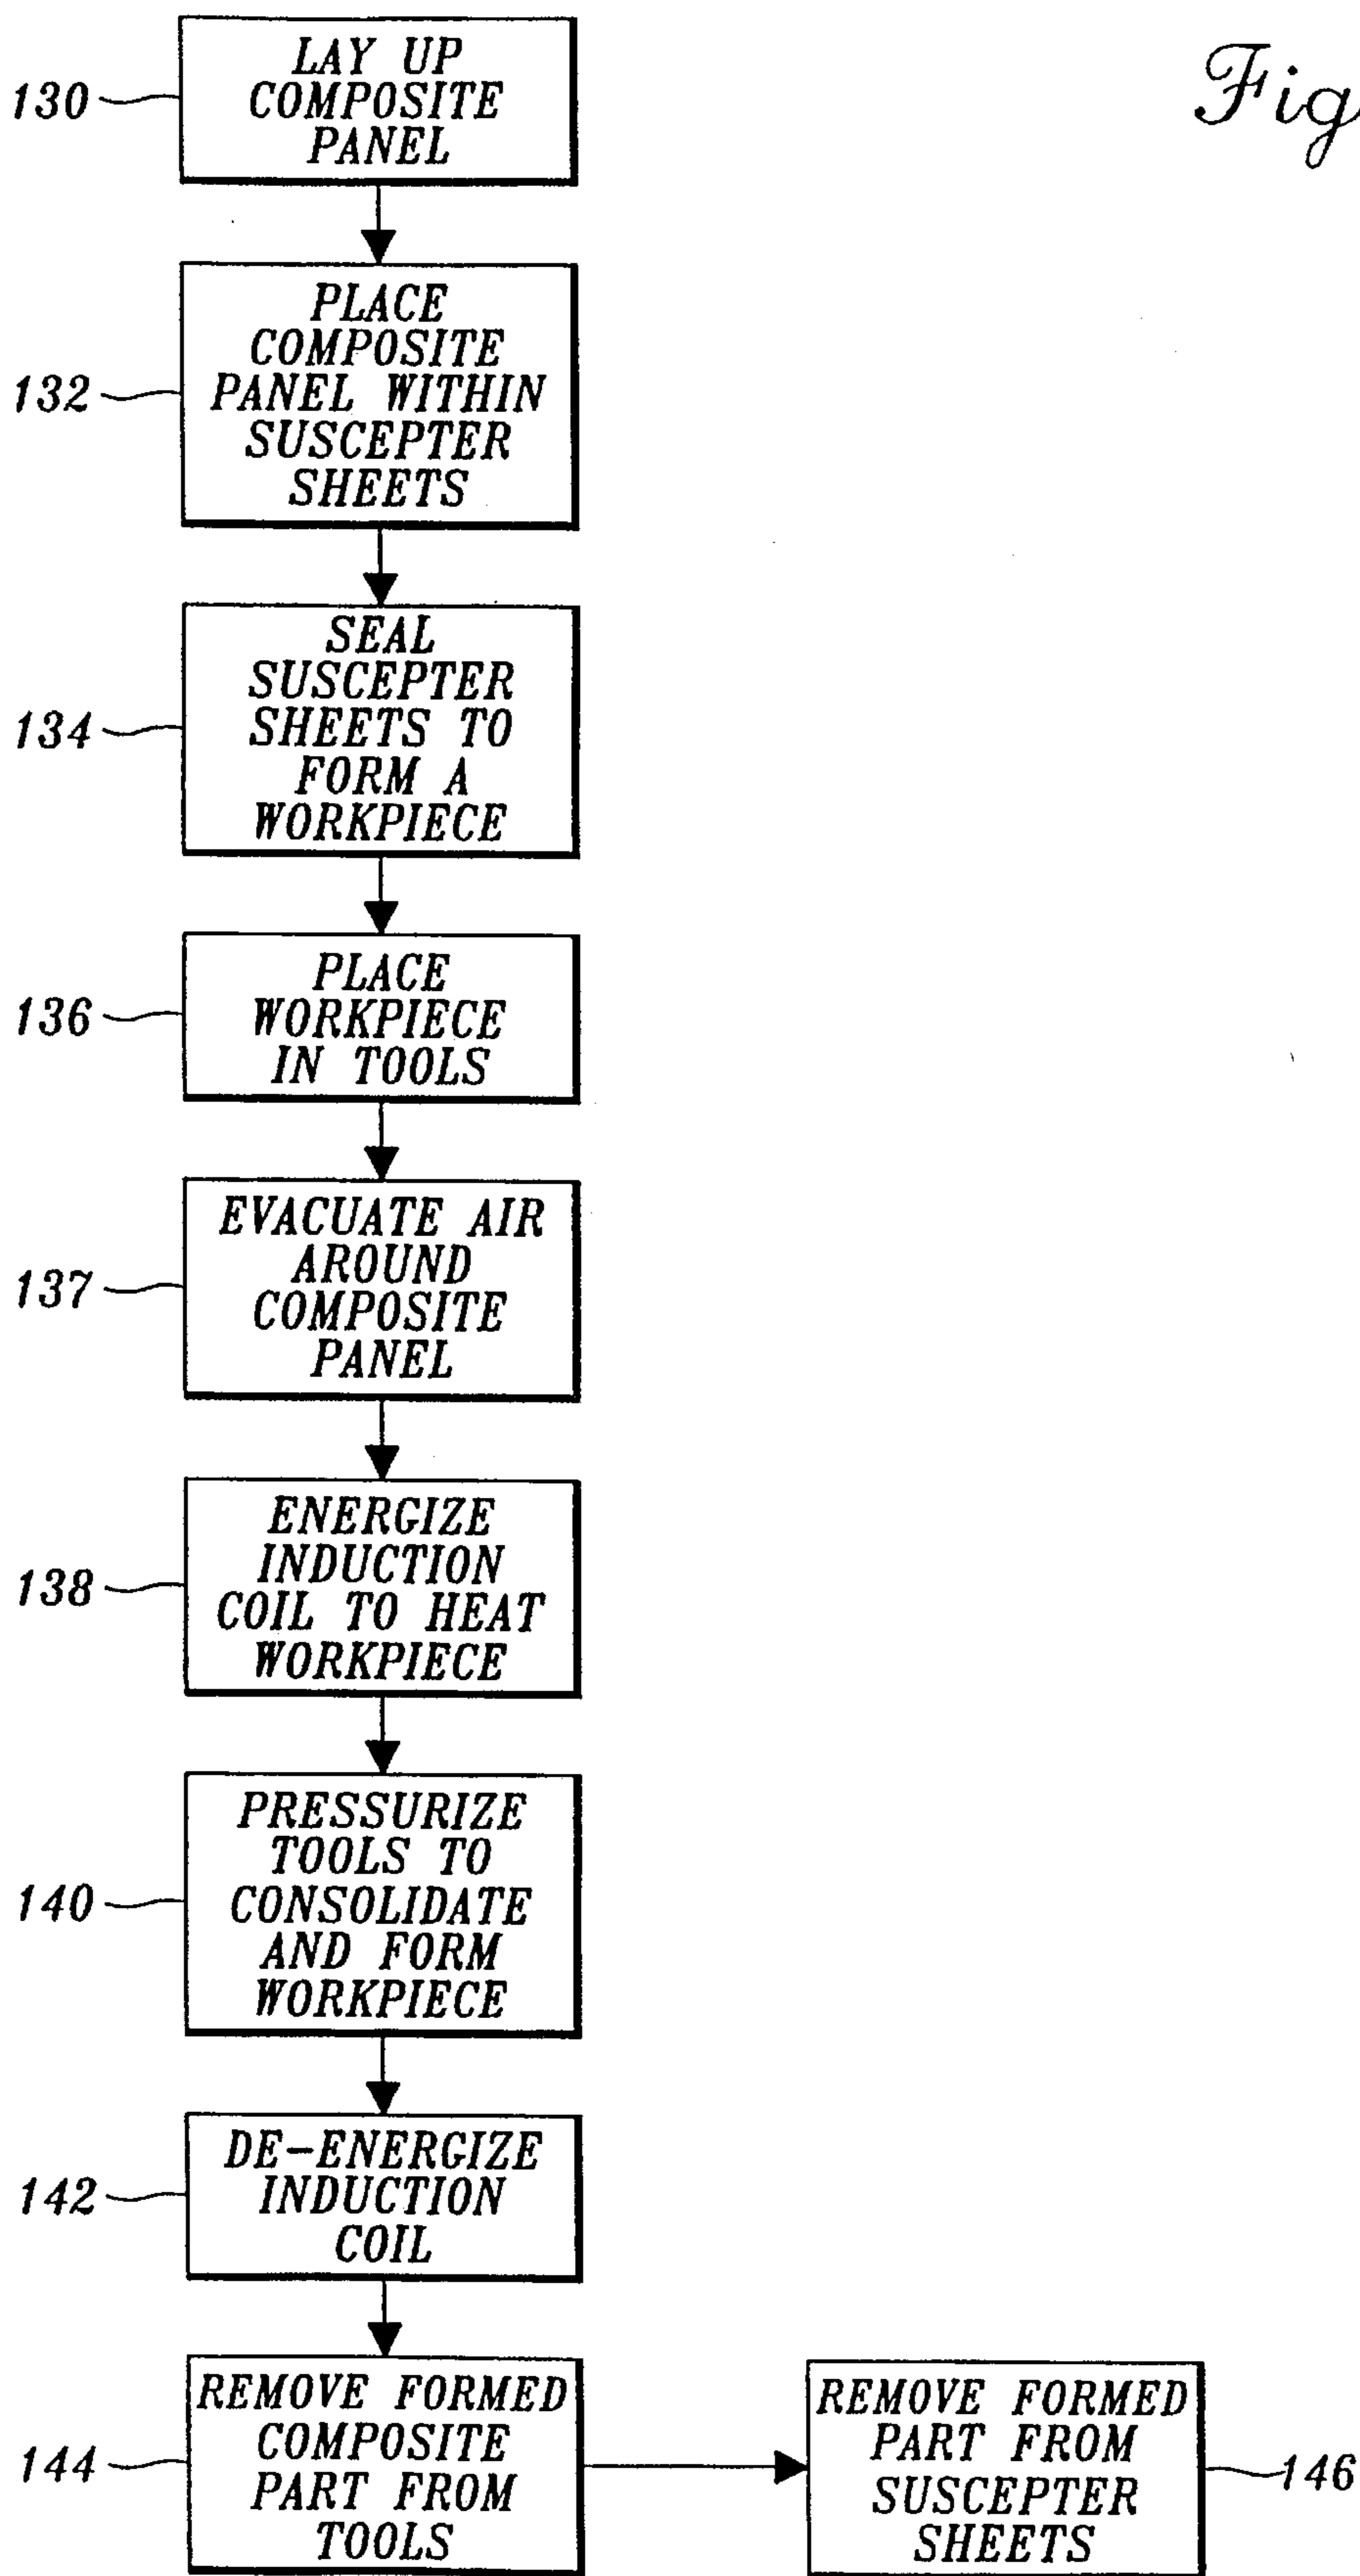 Fig
130
LAY UP
COMPOSITE
PANEL
132
PLACE
COMPOSITE
PANEL WITHIN
SUSCEPTER
SHEETS
134
SEAL
SUSCEPTER
SHEETS TO
FORM A
WORKPIECE
136
PLACE
WORKPIECE
IN TOOLS
137
EVACUATE AIR
AROUND
COMPOSITE
PANEL
138
ENERGIZE
INDUCTION
COIL TO HEAT
WORKPIECE
140
PRESSURIZE
TOOLS TO
CONSOLIDATE
AND FORM
WORKPIECE
142
DE-ENERGIZE
INDUCTION
COIL
144
REMOVE FORMED
COMPOSITE
PART FROM
TOOLS
REMOVE FORMED
PART FROM
SUSCEPTER
SHEETS
146